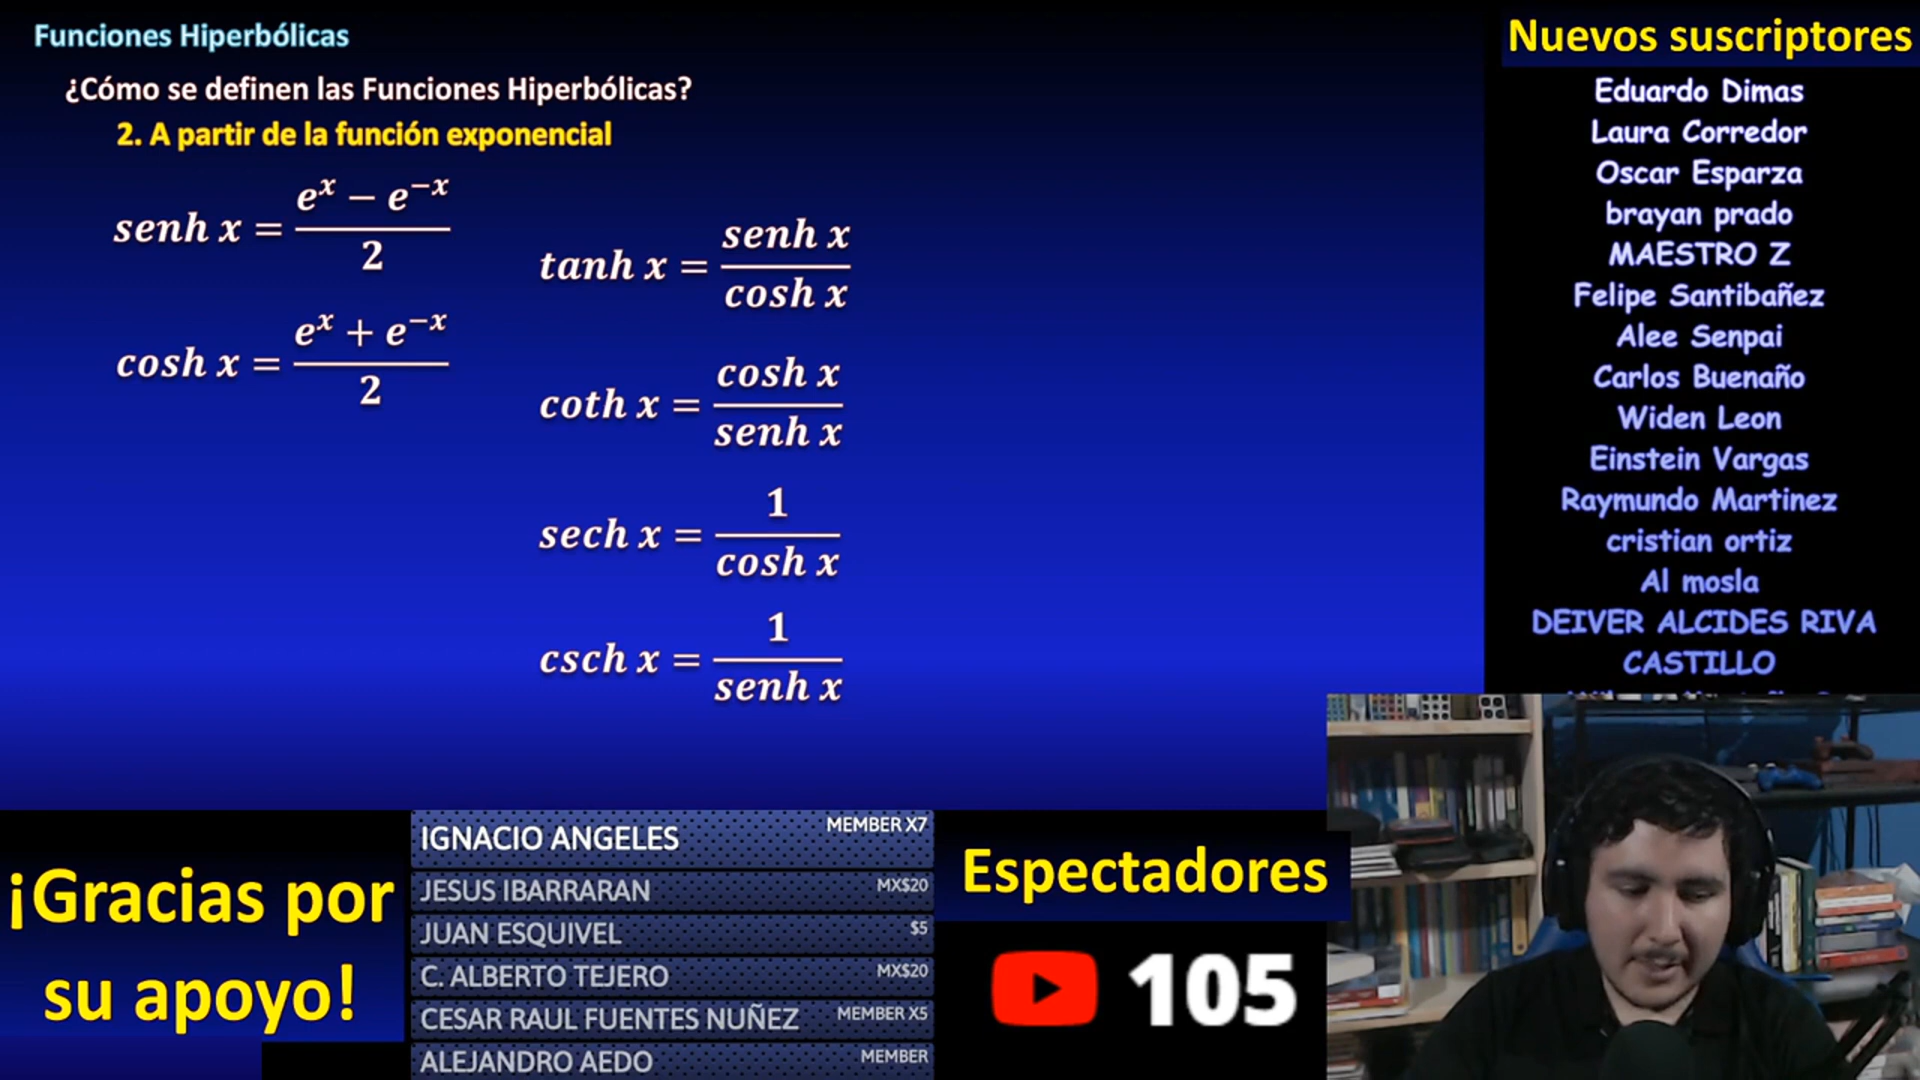 Funciones Hiperbólicas
¿Cómo se definen las Funciones Hiperbólicas?
2. A partir de la función exponencial
senh x = (e^x − e^−x)/2
cosh x = (e^x + e^−x)/2
tanh x = senh x / cosh x
coth x = cosh x / senh x
sech x = 1 / cosh x
csch x = 1 / senh x
Nuevos suscriptores
Eduardo Dimas
Laura Corredor
Oscar Esparza
brayan prado
MAESTRO Z
Felipe Santibañez
Alee Senpai
Carlos Buenaño
Widen Leon
Einstein Vargas
Raymundo Martinez
cristian ortiz
Al mosla
DEIVER ALCIDES RIVA
CASTILLO
¡Gracias por
su apoyo!
IGNACIO ANGELES MEMBER X7
JESUS IBARRARAN MX$20
JUAN ESQUIVEL $5
C. ALBERTO TEJERO MX$20
CESAR RAUL FUENTES NUÑEZ MEMBER X5
ALEJANDRO AEDO MEMBER
Espectadores
105